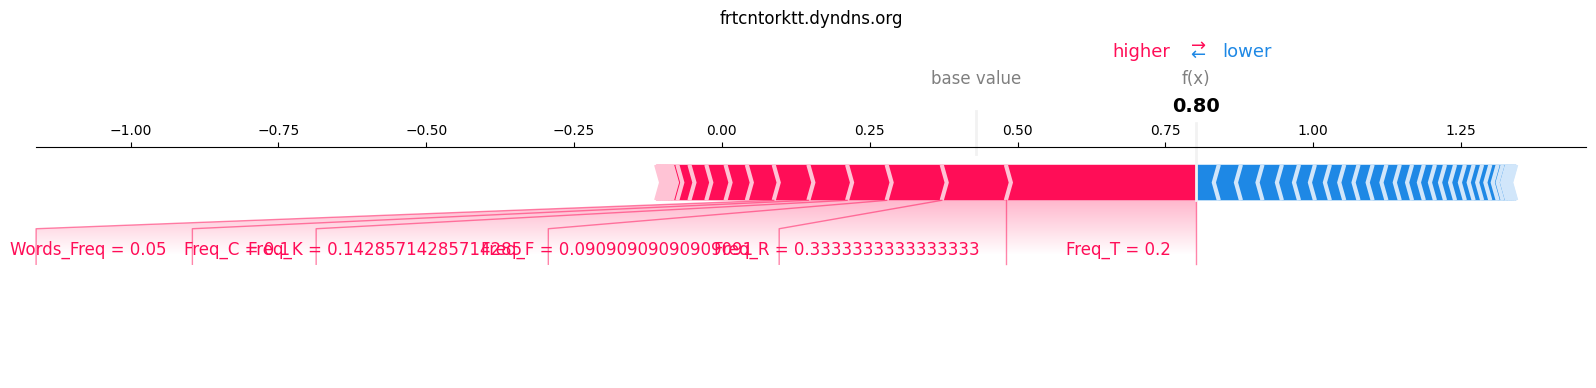 frtcntorktt.dyndns.org
higher → ← lower
base value f(x)
0.80
−1.00 −0.75 −0.50 −0.25 0.00 0.25 0.50 0.75 1.00 1.25
Words_Freq = 0.05 Freq_C = 0.1 Freq_K = 0.14285714285714285 Freq_F = 0.09090909090909091 Freq_R = 0.3333333333333333 Freq_T = 0.2